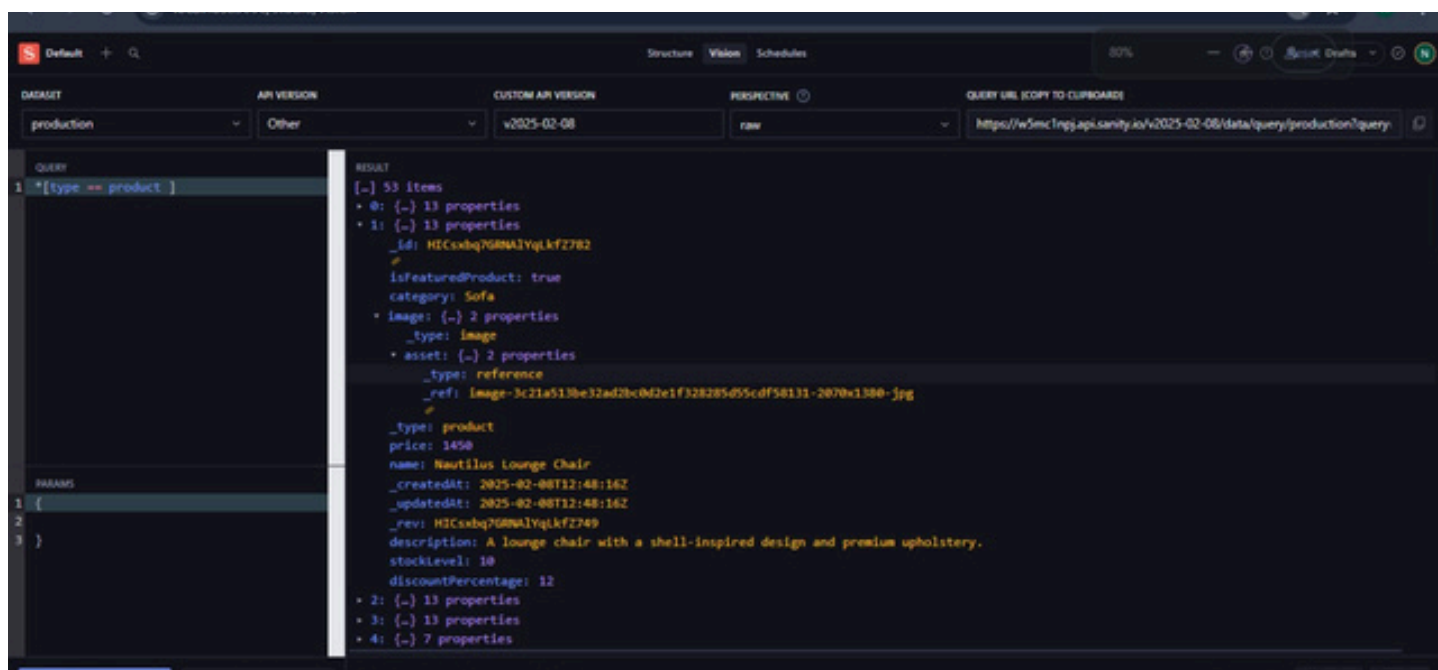 S Default
Structure Vision Schedules
80%
Drafts
N
DATASET
API VERSION
CUSTOM API VERSION
PERSPECTIVE
QUERY URL [COPY TO CLIPBOARD]
production
Other
v2025-02-08
raw
https://w5mc1npj.api.sanity.io/v2025-02-08/data/query/production?query
QUERY
1 *[type == product ]
RESULT
[…] 53 items
0: {…} 13 properties
1: {…} 13 properties
_id: HICsxbq7GRNAlYqLkfZ782
isFeaturedProduct: true
category: Sofa
image: {…} 2 properties
_type: image
asset: {…} 2 properties
_type: reference
_ref: image-3c21a513be32ad2bc0d2e1f328285d55cdf58131-2070x1380-jpg
_type: product
price: 1450
name: Nautilus Lounge Chair
_createdAt: 2025-02-08T12:48:16Z
_updatedAt: 2025-02-08T12:48:16Z
_rev: HICsxbq7GRNAlYqLkfZ749
description: A lounge chair with a shell-inspired design and premium upholstery.
stockLevel: 10
discountPercentage: 12
2: {…} 13 properties
3: {…} 13 properties
4: {…} 7 properties
PARAMS
1 {
2
3 }